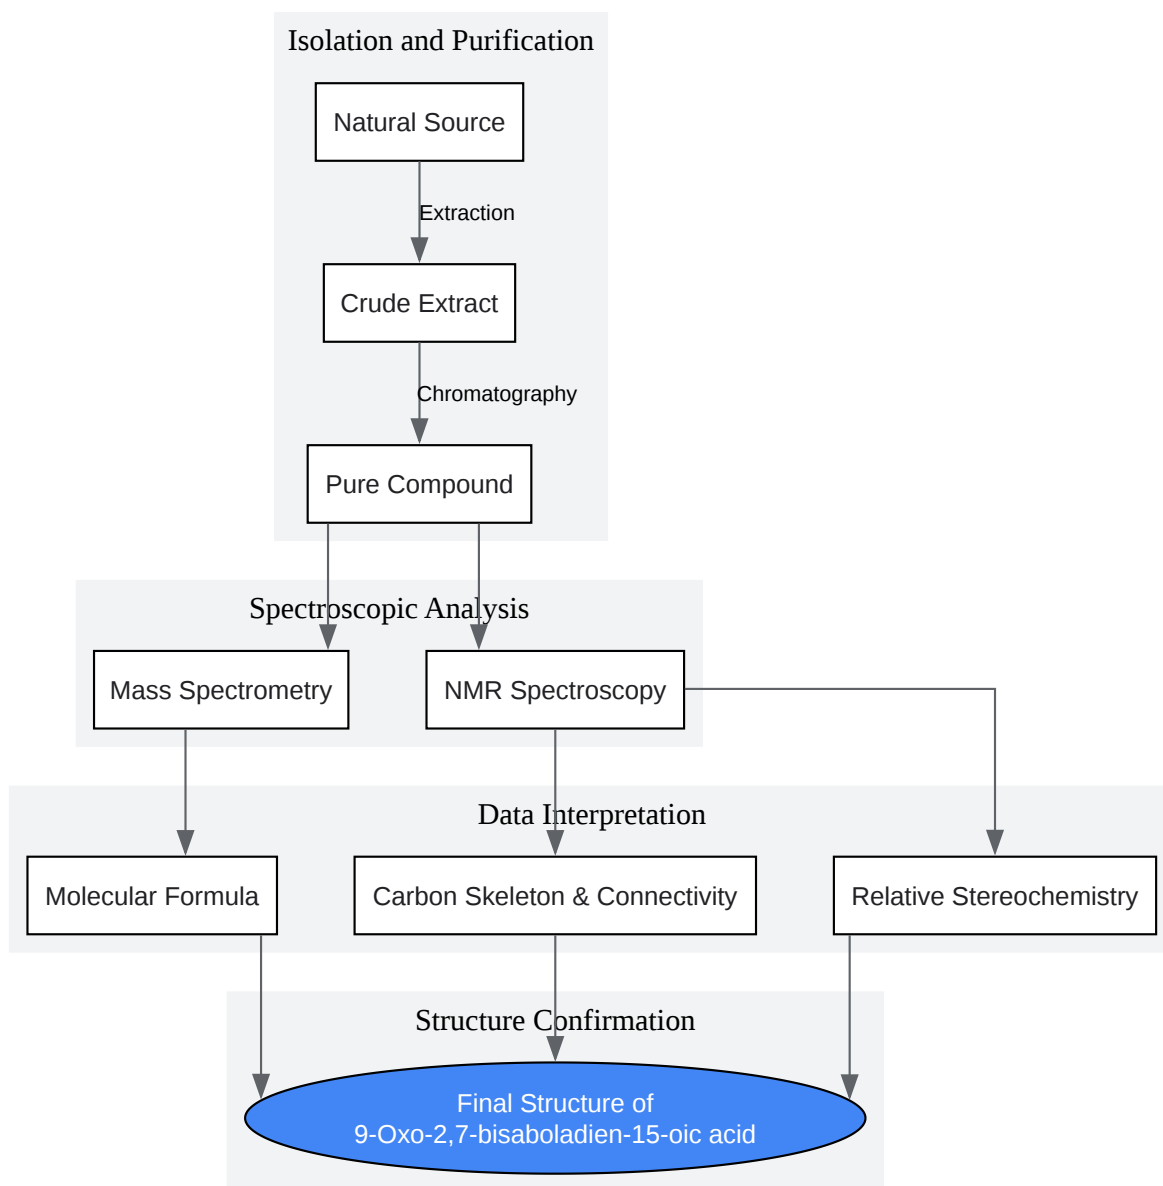 Isolation and Purification
Natural Source
Extraction
Crude Extract
Chromatography
Pure Compound
Spectroscopic Analysis
Mass Spectrometry
NMR Spectroscopy
Data Interpretation
Molecular Formula
Carbon Skeleton & Connectivity
Relative Stereochemistry
Structure Confirmation
Final Structure of
9-Oxo-2,7-bisaboladien-15-oic acid